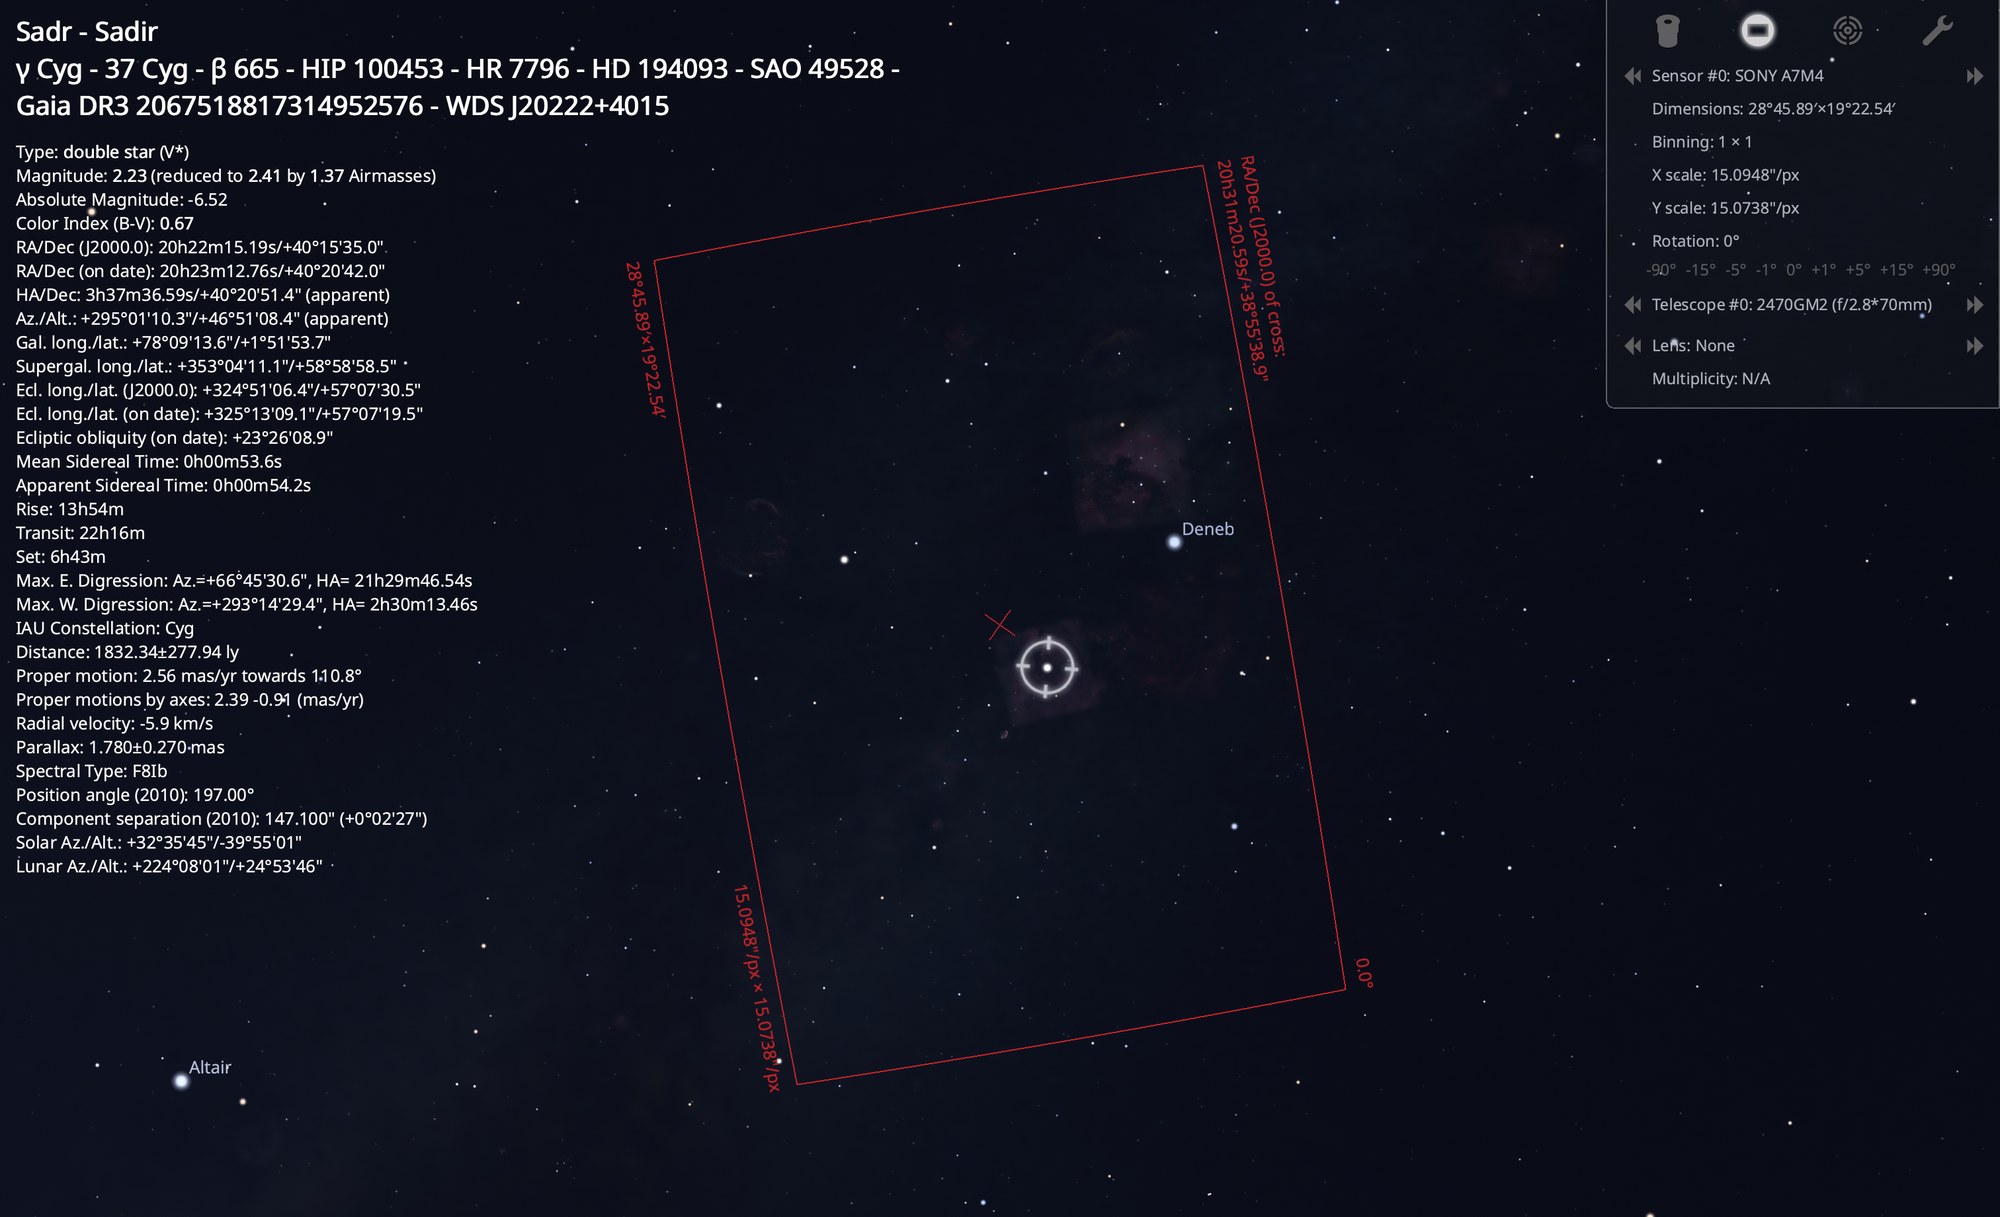 Sadr - Sadir
γ Cyg - 37 Cyg - β 665 - HIP 100453 - HR 7796 - HD 194093 - SAO 49528 -
Gaia DR3 2067518817314952576 - WDS J20222+4015
Type: double star (V*)
Magnitude: 2.23 (reduced to 2.41 by 1.37 Airmasses)
Absolute Magnitude: -6.52
Color Index (B-V): 0.67
RA/Dec (J2000.0): 20h22m15.19s/+40°15'35.0"
RA/Dec (on date): 20h23m12.76s/+40°20'42.0"
HA/Dec: 3h37m36.59s/+40°20'51.4" (apparent)
Az./Alt.: +295°01'10.3"/+46°51'08.4" (apparent)
Gal. long./lat.: +78°09'13.6"/+1°51'53.7"
Supergal. long./lat.: +353°04'11.1"/+58°58'58.5"
Ecl. long./lat. (J2000.0): +324°51'06.4"/+57°07'30.5"
Ecl. long./lat. (on date): +325°13'09.1"/+57°07'19.5"
Ecliptic obliquity (on date): +23°26'08.9"
Mean Sidereal Time: 0h00m53.6s
Apparent Sidereal Time: 0h00m54.2s
Rise: 13h54m
Transit: 22h16m
Set: 6h43m
Max. E. Digression: Az.=+66°45'30.6", HA= 21h29m46.54s
Max. W. Digression: Az.=+293°14'29.4", HA= 2h30m13.46s
IAU Constellation: Cyg
Distance: 1832.34±277.94 ly
Proper motion: 2.56 mas/yr towards 110.8°
Proper motions by axes: 2.39 -0.91 (mas/yr)
Radial velocity: -5.9 km/s
Parallax: 1.780±0.270 mas
Spectral Type: F8Ib
Position angle (2010): 197.00°
Component separation (2010): 147.100" (+0°02'27")
Solar Az./Alt.: +32°35'45"/-39°55'01"
Lunar Az./Alt.: +224°08'01"/+24°53'46"
28°45.89′×19°22.54′
RA/Dec (J2000.0) of cross:
20h31m20.59s/+38°55'38.9"
15.0948"/px × 15.0738"/px
0.0°
Deneb
Altair
Sensor #0: SONY A7M4
Dimensions: 28°45.89′×19°22.54′
Binning: 1 × 1
X scale: 15.0948"/px
Y scale: 15.0738"/px
Rotation: 0°
-90° -15° -5° -1° 0° +1° +5° +15° +90°
Telescope #0: 2470GM2 (f/2.8*70mm)
Lens: None
Multiplicity: N/A